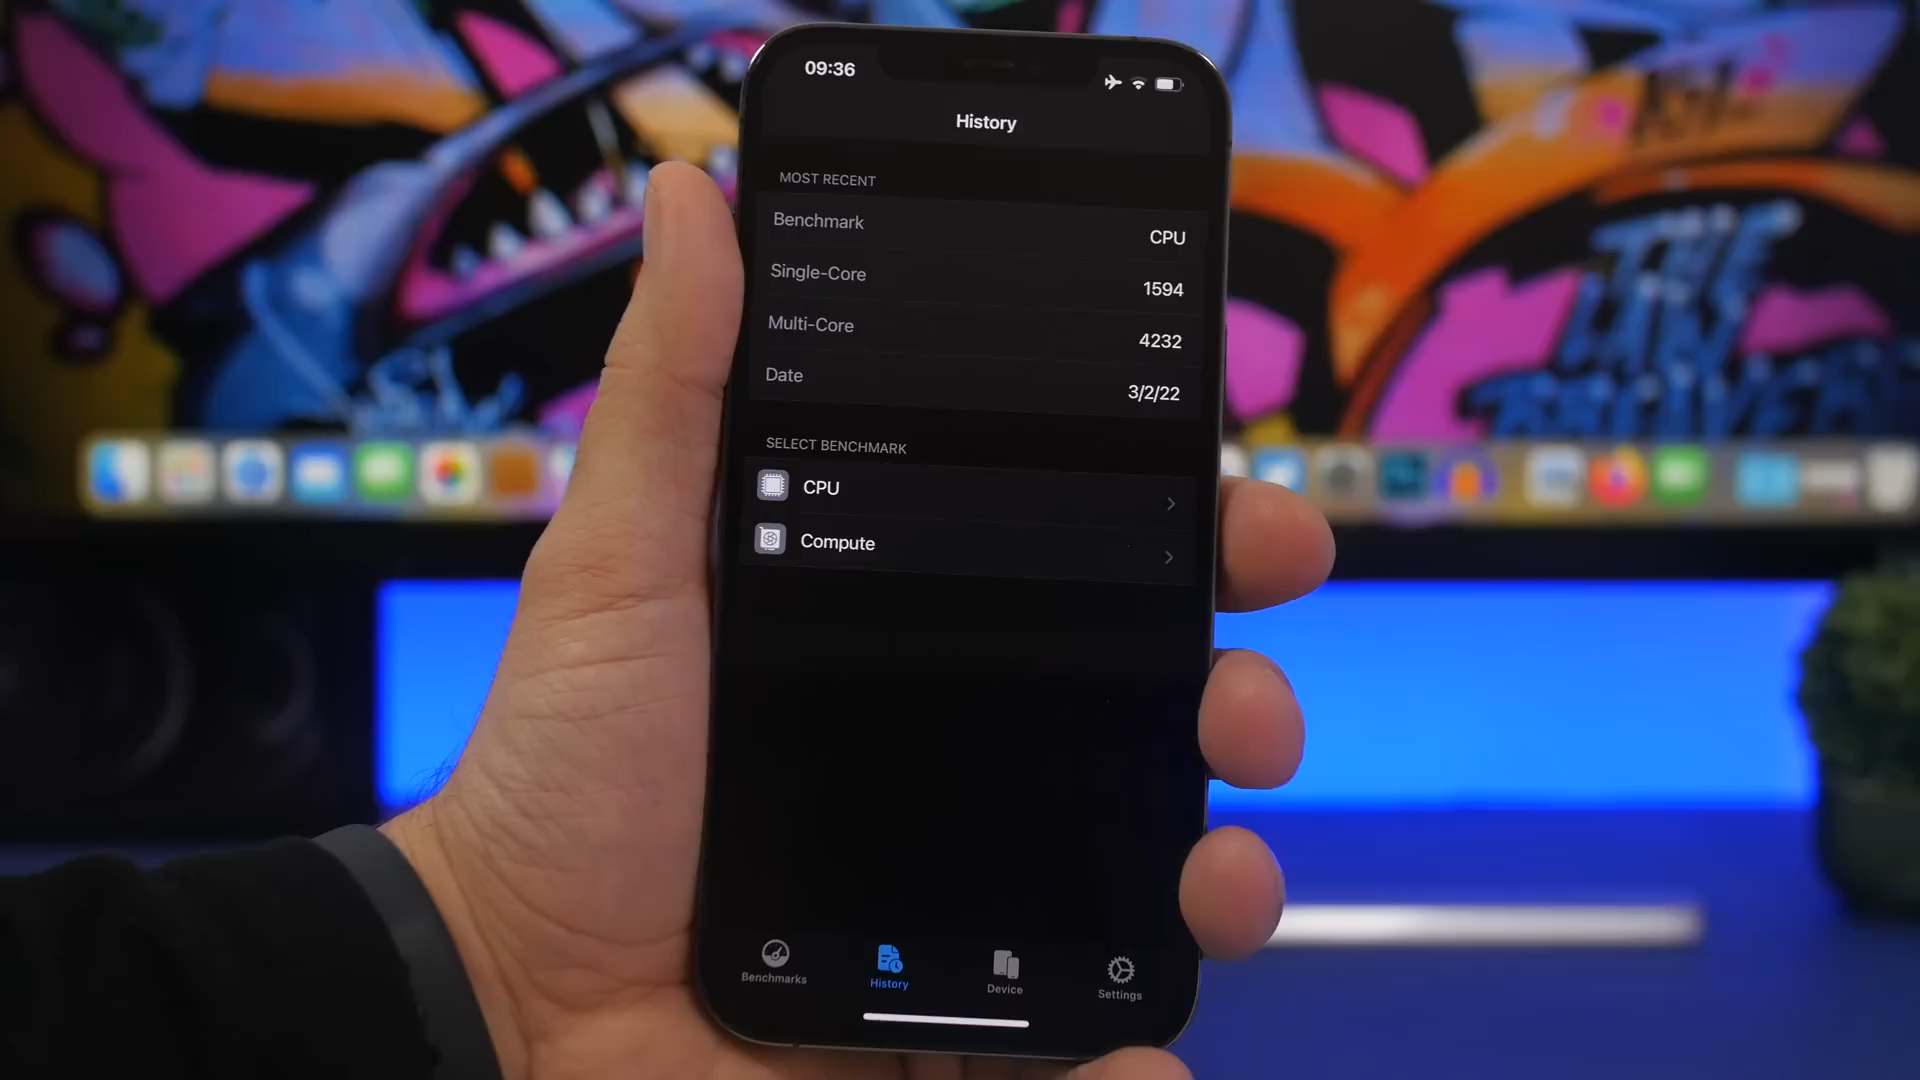 09:36
History
MOST RECENT
Benchmark CPU
Single-Core 1594
Multi-Core 4232
Date 3/2/22
SELECT BENCHMARK
CPU
Compute
Benchmarks History Device Settings
THE